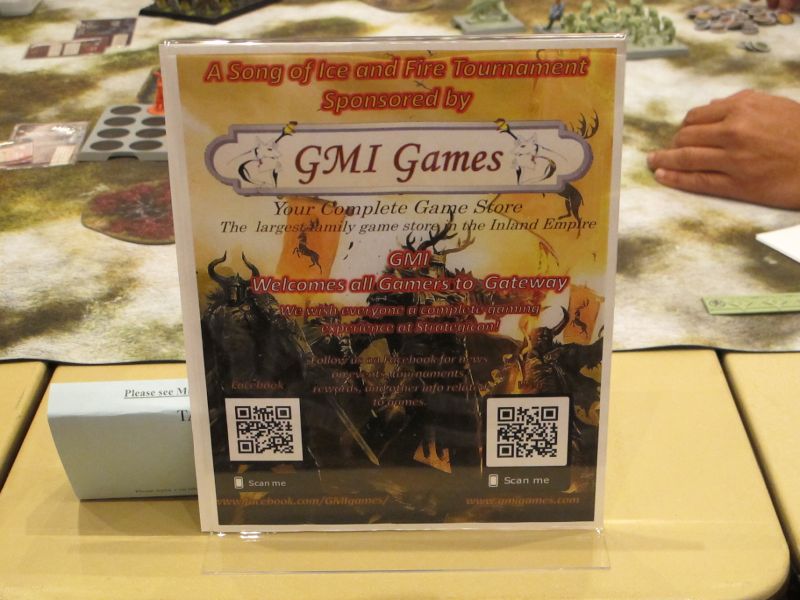 A Song of Ice and Fire Tournament
Sponsored by
GMI Games
Your Complete Game Store
The largest family game store in the Inland Empire
GMI
Welcomes all Gamers to Gateway
We wish everyone a complete gaming
experience at Strategicon!
Follow us on Facebook for news
on events, tournaments,
rewards, and other info related
to games.
Facebook
Scan me
Scan me
www.facebook.com/GMIgames/
www.gmigames.com
Please see